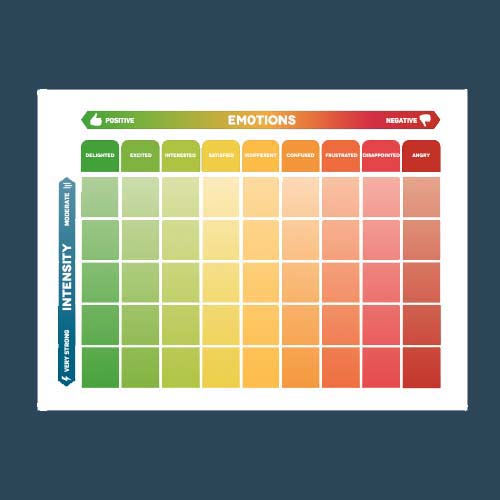 POSITIVE EMOTIONS NEGATIVE
DELIGHTED EXCITED INTERESTED SATISFIED INDIFFERENT CONFUSED FRUSTRATED DISAPPOINTED ANGRY
MODERATE
INTENSITY
VERY STRONG